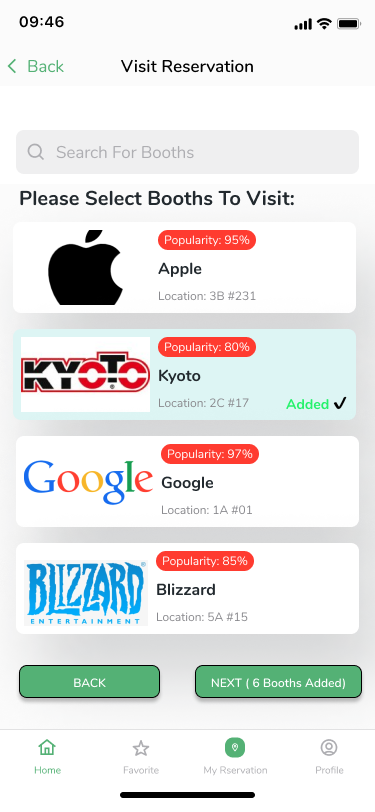 09:46
Back
Visit Reservation
Search For Booths
Please Select Booths To Visit:
Popularity: 95%
Apple
Location: 3B #231
KYOTO
Popularity: 80%
Kyoto
Location: 2C #17
Added
Google
Popularity: 97%
Google
Location: 1A #01
BLIZZARD
ENTERTAINMENT
Popularity: 85%
Blizzard
Location: 5A #15
BACK
NEXT ( 6 Booths Added)
Home
Favorite
My Rservation
Profile